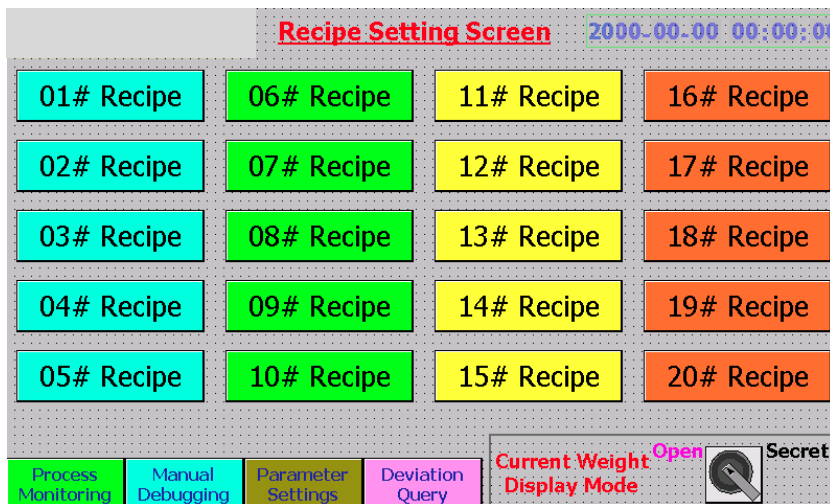 Recipe Setting Screen 2000-00-00 00:00:00
01# Recipe 06# Recipe 11# Recipe 16# Recipe
02# Recipe 07# Recipe 12# Recipe 17# Recipe
03# Recipe 08# Recipe 13# Recipe 18# Recipe
04# Recipe 09# Recipe 14# Recipe 19# Recipe
05# Recipe 10# Recipe 15# Recipe 20# Recipe
Process Monitoring
Manual Debugging
Parameter Settings
Deviation Query
Current Weight
Display Mode
Open Secret